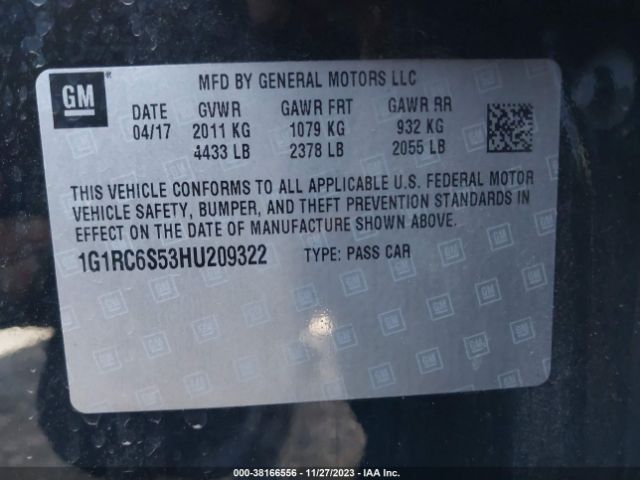 GM ®
MFD BY GENERAL MOTORS LLC
DATE GVWR GAWR FRT GAWR RR
04/17 2011 KG 1079 KG 932 KG
4433 LB 2378 LB 2055 LB
THIS VEHICLE CONFORMS TO ALL APPLICABLE U.S. FEDERAL MOTOR
VEHICLE SAFETY, BUMPER, AND THEFT PREVENTION STANDARDS IN
EFFECT ON THE DATE OF MANUFACTURE SHOWN ABOVE.
1G1RC6S53HU209322 TYPE: PASS CAR
000-38166556 - 11/27/2023 - IAA Inc.